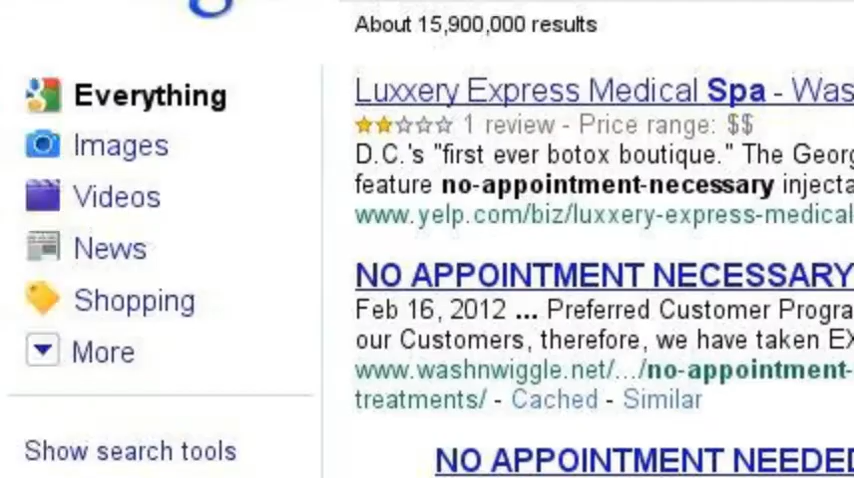 About 15,900,000 results
Everything
Images
Videos
News
Shopping
More
Show search tools
Luxxery Express Medical Spa - Was
1 review - Price range: $$
D.C.'s "first ever botox boutique." The Georg
feature no-appointment-necessary injecta
www.yelp.com/biz/luxxery-express-medical
NO APPOINTMENT NECESSARY
Feb 16, 2012 ... Preferred Customer Progra
our Customers, therefore, we have taken EX
www.washnwiggle.net/.../no-appointment-
treatments/ - Cached - Similar
NO APPOINTMENT NEEDED